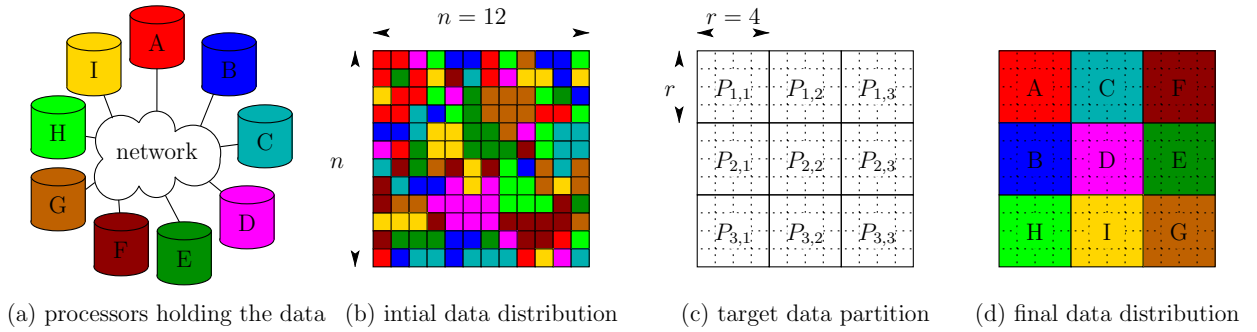 n = 12
r = 4
A
I
B
H
C
network
G
D
F
E
n
r
P1,1 P1,2 P1,3
P2,1 P2,2 P2,3
P3,1 P3,2 P3,3
A C F
B D E
H I G
(a) processors holding the data
(b) intial data distribution
(c) target data partition
(d) final data distribution